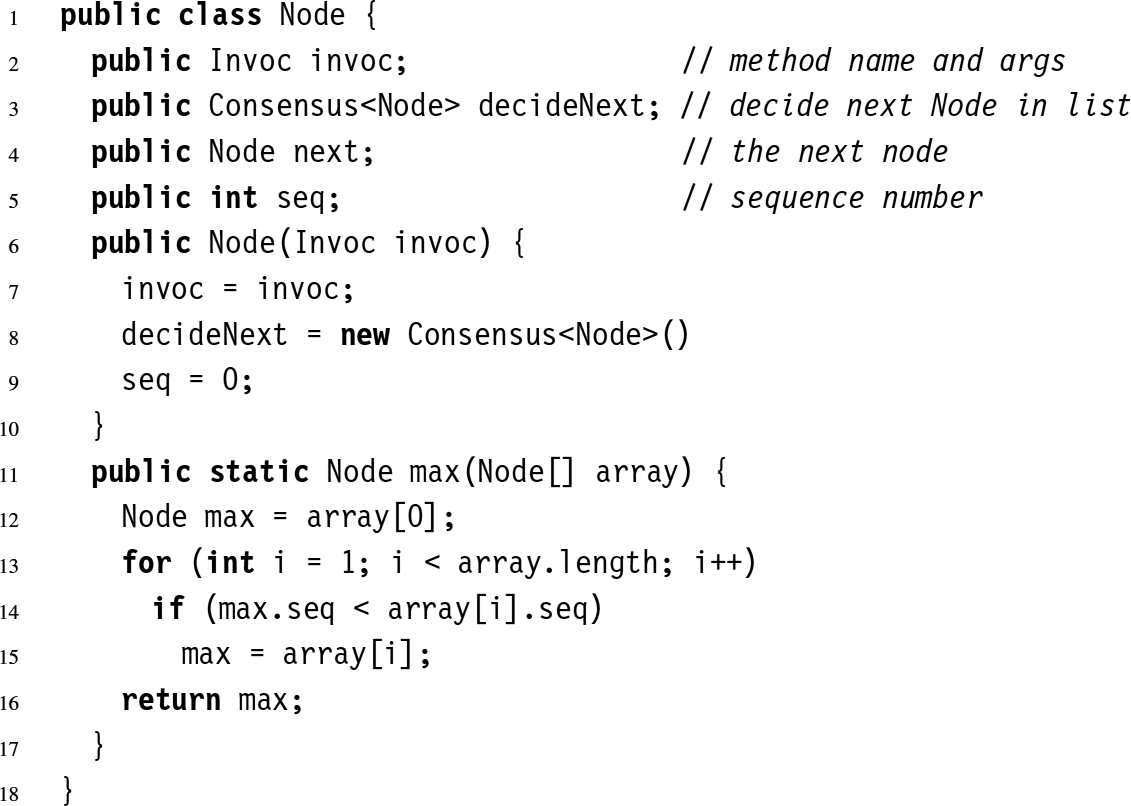 1 public class Node {
2 public Invoc invoc; // method name and args
3 public Consensus<Node> decideNext; // decide next Node in list
4 public Node next; // the next node
5 public int seq; // sequence number
6 public Node(Invoc invoc) {
7 invoc = invoc;
8 decideNext = new Consensus<Node>()
9 seq = 0;
10 }
11 public static Node max(Node[] array) {
12 Node max = array[0];
13 for (int i = 1; i < array.length; i++)
14 if (max.seq < array[i].seq)
15 max = array[i];
16 return max;
17 }
18 }